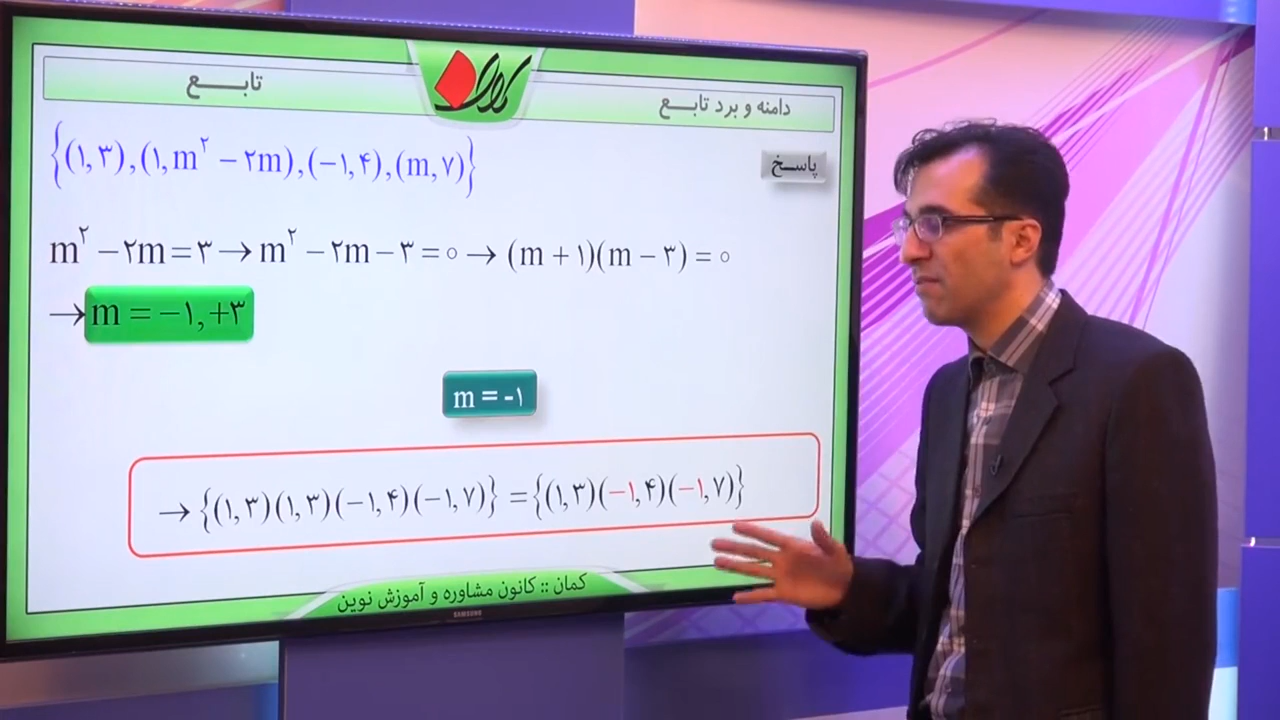 دامنه و برد تابـــع
تابـــــع
پاسـخ
{(۱,۳),(۱,m^۲ − ۲m),(−۱,۴),(m,۷)}
m^۲ − ۲m = ۳ → m^۲ − ۲m − ۳ = ۰ → (m + ۱)(m − ۳) = ۰
→ m = −۱,+۳
m = -۱
→ {(۱,۳)(۱,۳)(−۱,۴)(−۱,۷)} = {(۱,۳)(−۱,۴)(−۱,۷)}
کمان :: کانون مشاوره و آموزش نوین
SAMSUNG